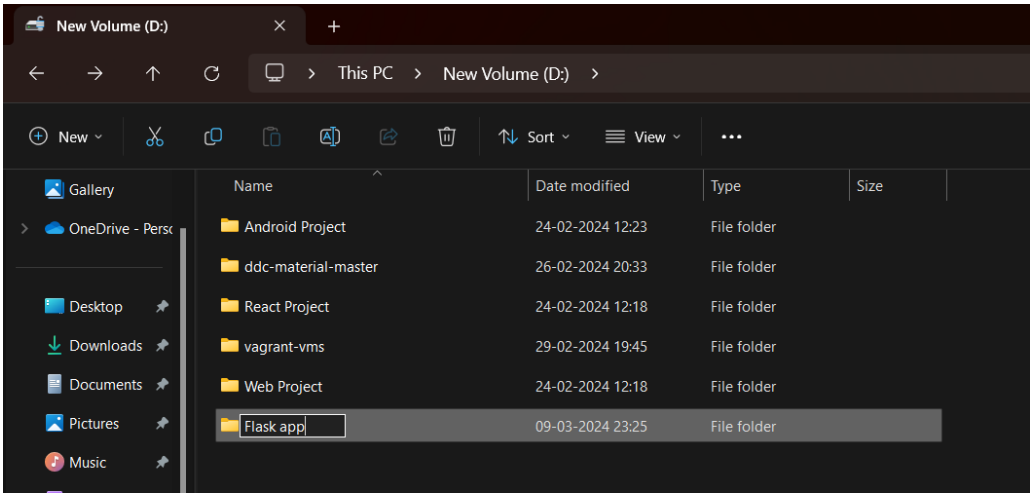 New Volume (D:)
This PC > New Volume (D:) >
New Sort View
Name Date modified Type Size
Gallery
OneDrive - Perso
Desktop
Downloads
Documents
Pictures
Music
Android Project 24-02-2024 12:23 File folder
ddc-material-master 26-02-2024 20:33 File folder
React Project 24-02-2024 12:18 File folder
vagrant-vms 29-02-2024 19:45 File folder
Web Project 24-02-2024 12:18 File folder
Flask app 09-03-2024 23:25 File folder